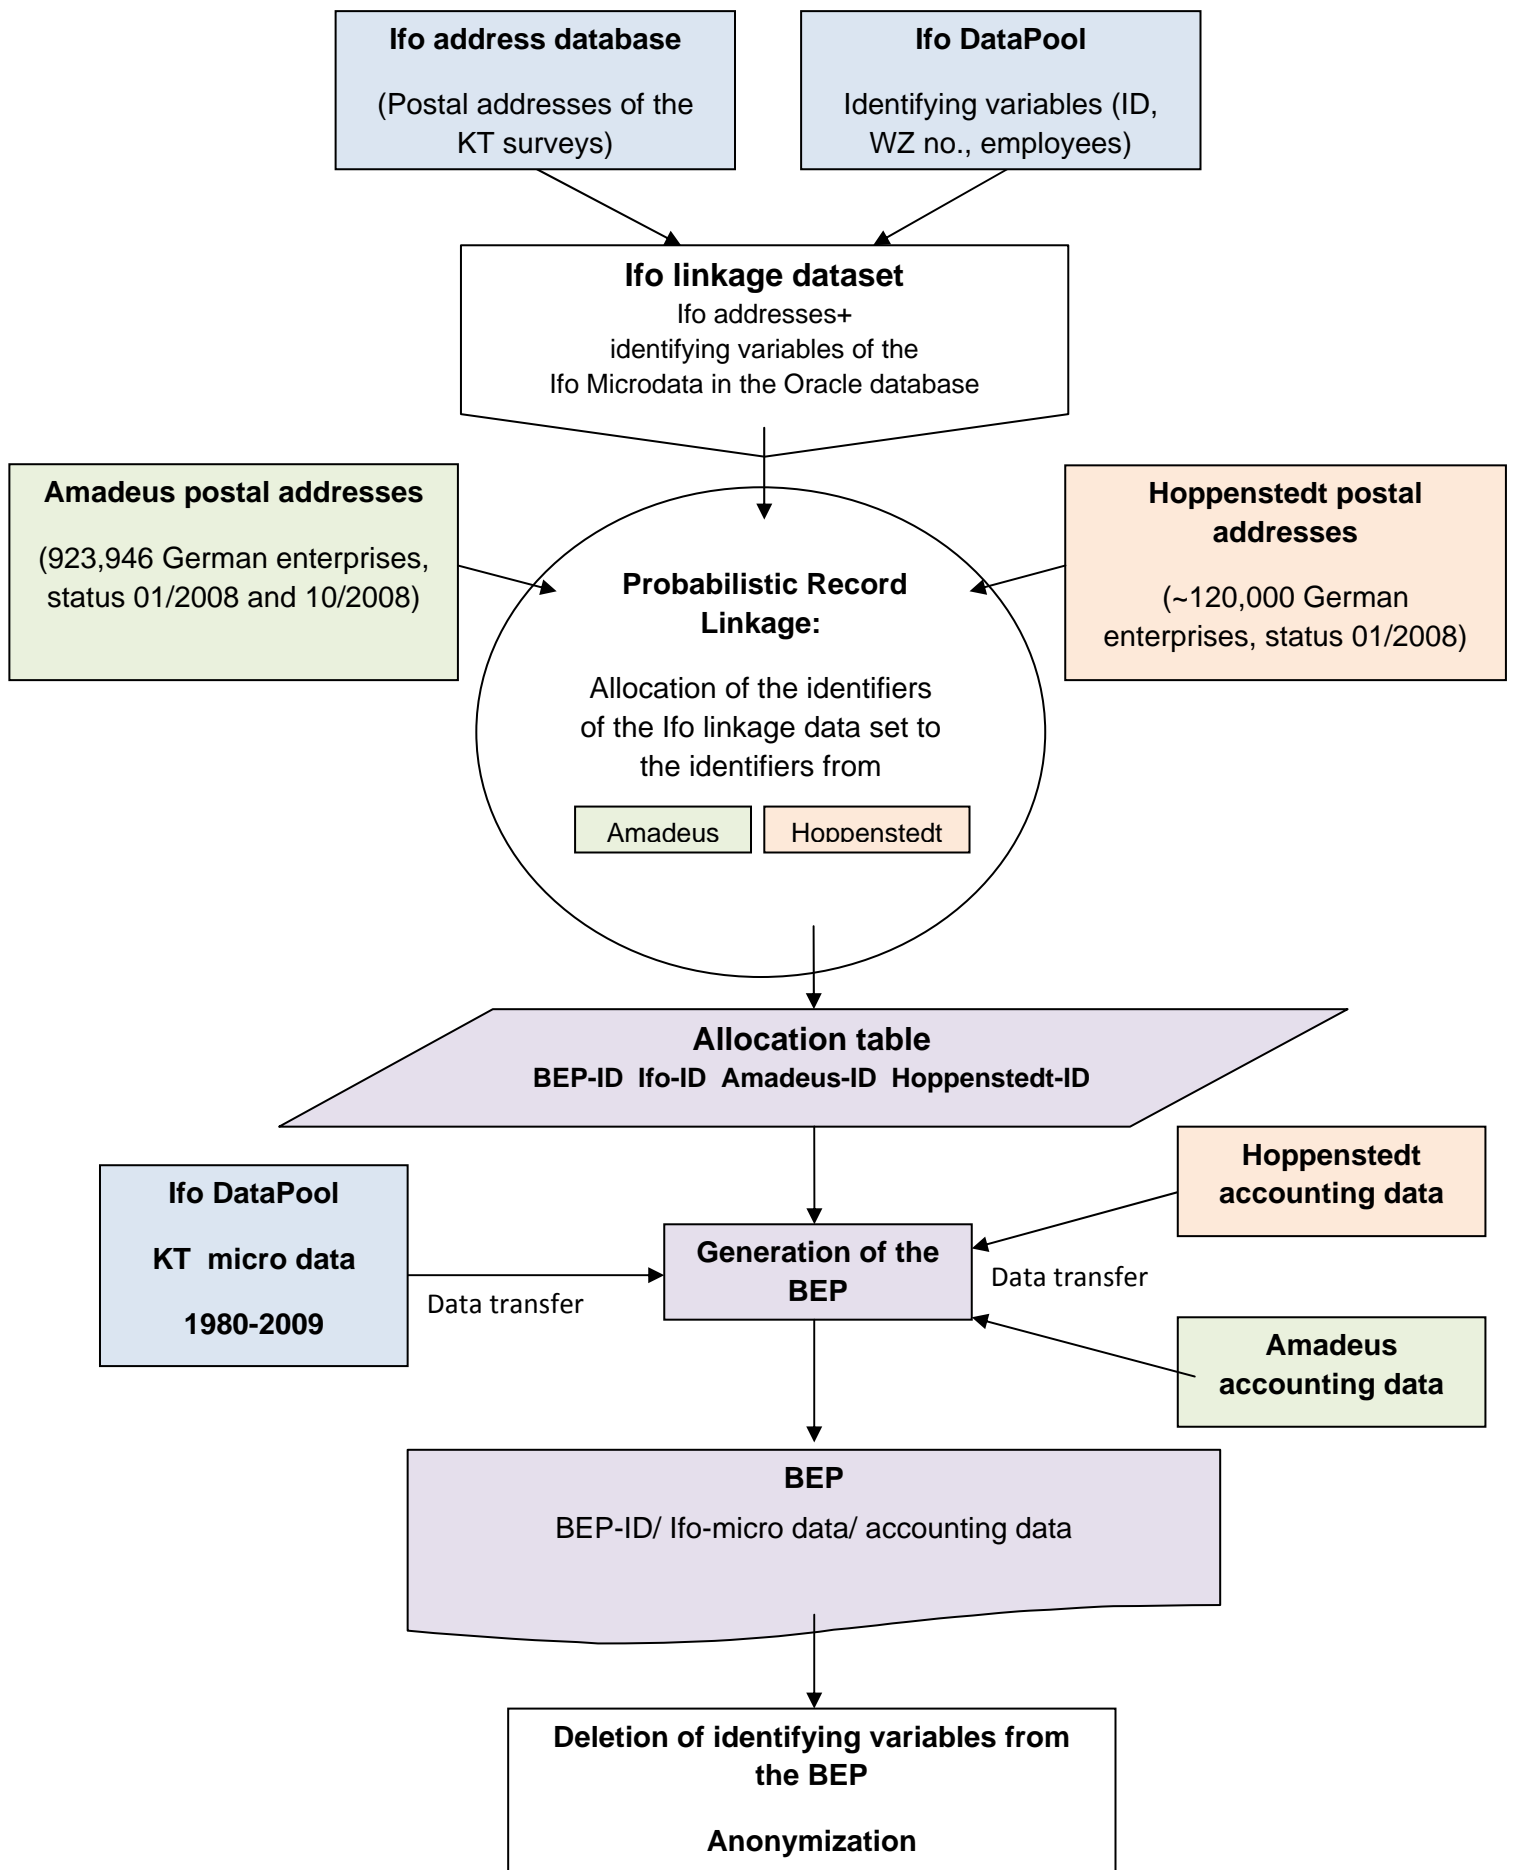 Ifo address database
(Postal addresses of the
KT surveys)
Ifo DataPool
Identifying variables (ID,
WZ no., employees)
Ifo linkage dataset
Ifo addresses+
identifying variables of the
Ifo Microdata in the Oracle database
Amadeus postal addresses
(923,946 German enterprises,
status 01/2008 and 10/2008)
Hoppenstedt postal
addresses
(~120,000 German
enterprises, status 01/2008)
Probabilistic Record
Linkage:
Allocation of the identifiers
of the Ifo linkage data set to
the identifiers from
Amadeus
Hoppenstedt
Allocation table
BEP-ID Ifo-ID Amadeus-ID Hoppenstedt-ID
Ifo DataPool
KT micro data
1980-2009
Data transfer
Generation of the
BEP
Hoppenstedt
accounting data
Data transfer
Amadeus
accounting data
BEP
BEP-ID/ Ifo-micro data/ accounting data
Deletion of identifying variables from
the BEP
Anonymization